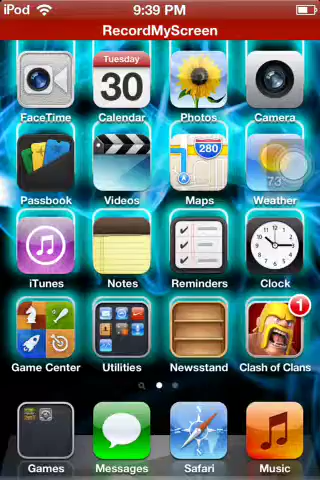 iPod 9:39 PM
RecordMyScreen
Tuesday
30
FaceTime Calendar Photos Camera
280
73°
Passbook Videos Maps Weather
iTunes Notes Reminders Clock
1
Game Center Utilities Newsstand Clash of Clans
Games Messages Safari Music